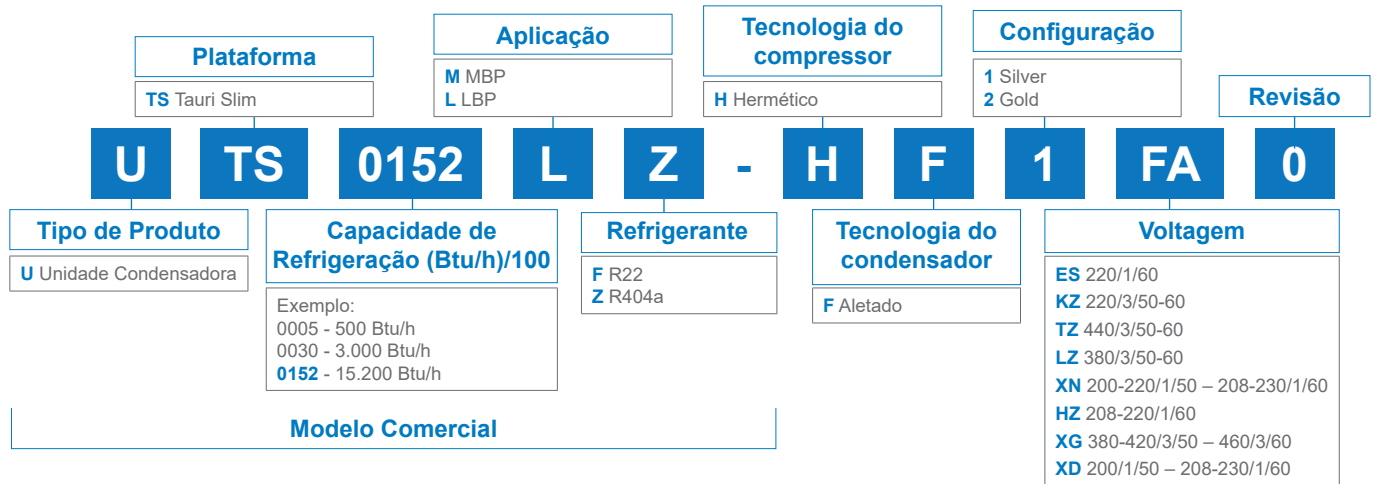 Plataforma
TS Tauri Slim
Aplicação
M MBP
L LBP
Tecnologia do
compressor
H Hermético
Configuração
1 Silver
2 Gold
Revisão
U TS 0152 L Z - H F 1 FA 0
Tipo de Produto
U Unidade Condensadora
Capacidade de
Refrigeração (Btu/h)/100
Exemplo:
0005 - 500 Btu/h
0030 - 3.000 Btu/h
0152 - 15.200 Btu/h
Refrigerante
F R22
Z R404a
Tecnologia do
condensador
F Aletado
Voltagem
ES 220/1/60
KZ 220/3/50-60
TZ 440/3/50-60
LZ 380/3/50-60
XN 200-220/1/50 – 208-230/1/60
HZ 208-220/1/60
XG 380-420/3/50 – 460/3/60
XD 200/1/50 – 208-230/1/60
Modelo Comercial